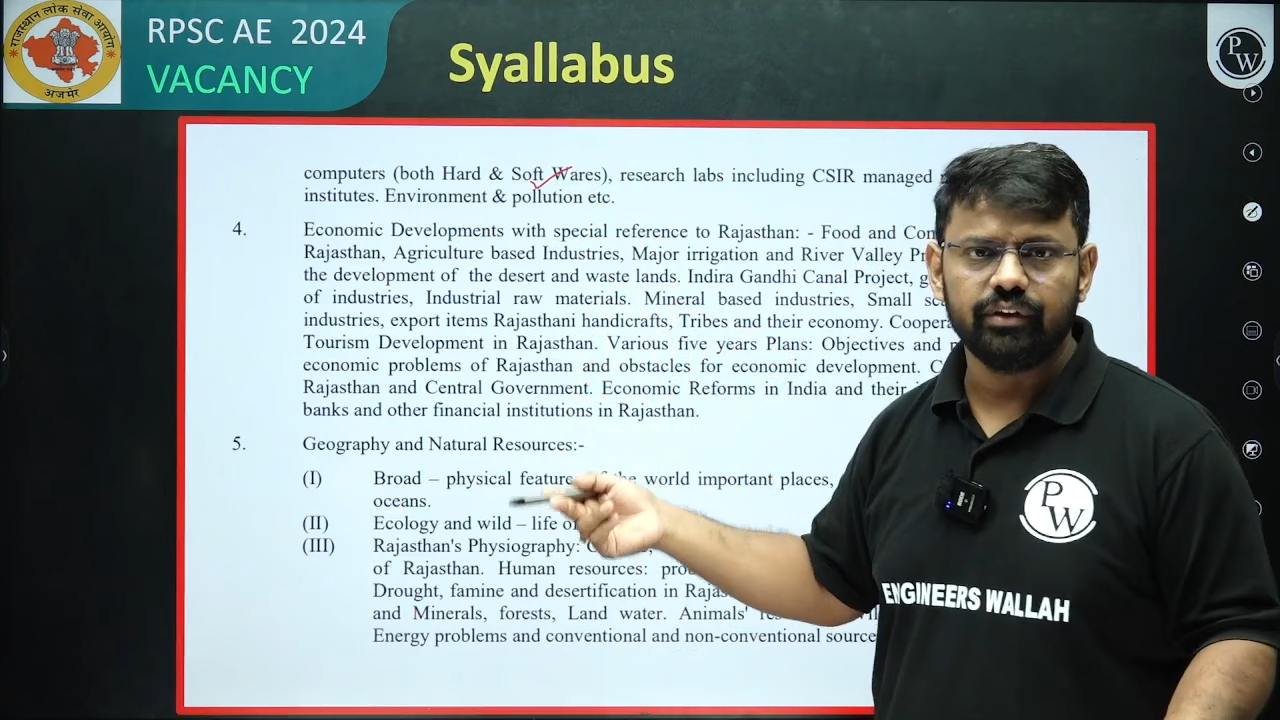 राजस्थान लोक सेवा आयोग
अजमेर
RPSC AE 2024
VACANCY
Syallabus
PW
computers (both Hard & Soft Wares), research labs including CSIR managed
institutes. Environment & pollution etc.
4. Economic Developments with special reference to Rajasthan: - Food and
Rajasthan, Agriculture based Industries, Major irrigation and River Valley
the development of the desert and waste lands. Indira Gandhi Canal Project,
of industries, Industrial raw materials. Mineral based industries, Small
industries, export items Rajasthani handicrafts, Tribes and their economy.
Tourism Development in Rajasthan. Various five years Plans: Objectives and
economic problems of Rajasthan and obstacles for economic development.
Rajasthan and Central Government. Economic Reforms in India and their
banks and other financial institutions in Rajasthan.
5. Geography and Natural Resources:-
(I) Broad – physical of the world important places,
oceans.
(II) Ecology and wild – life
(III) Rajasthan's Physiography:
of Rajasthan. Human resources:
Drought, famine and desertification in
and Minerals, forests, Land water. Animals'
Energy problems and conventional and non-conventional
PW
ENGINEERS WALLAH